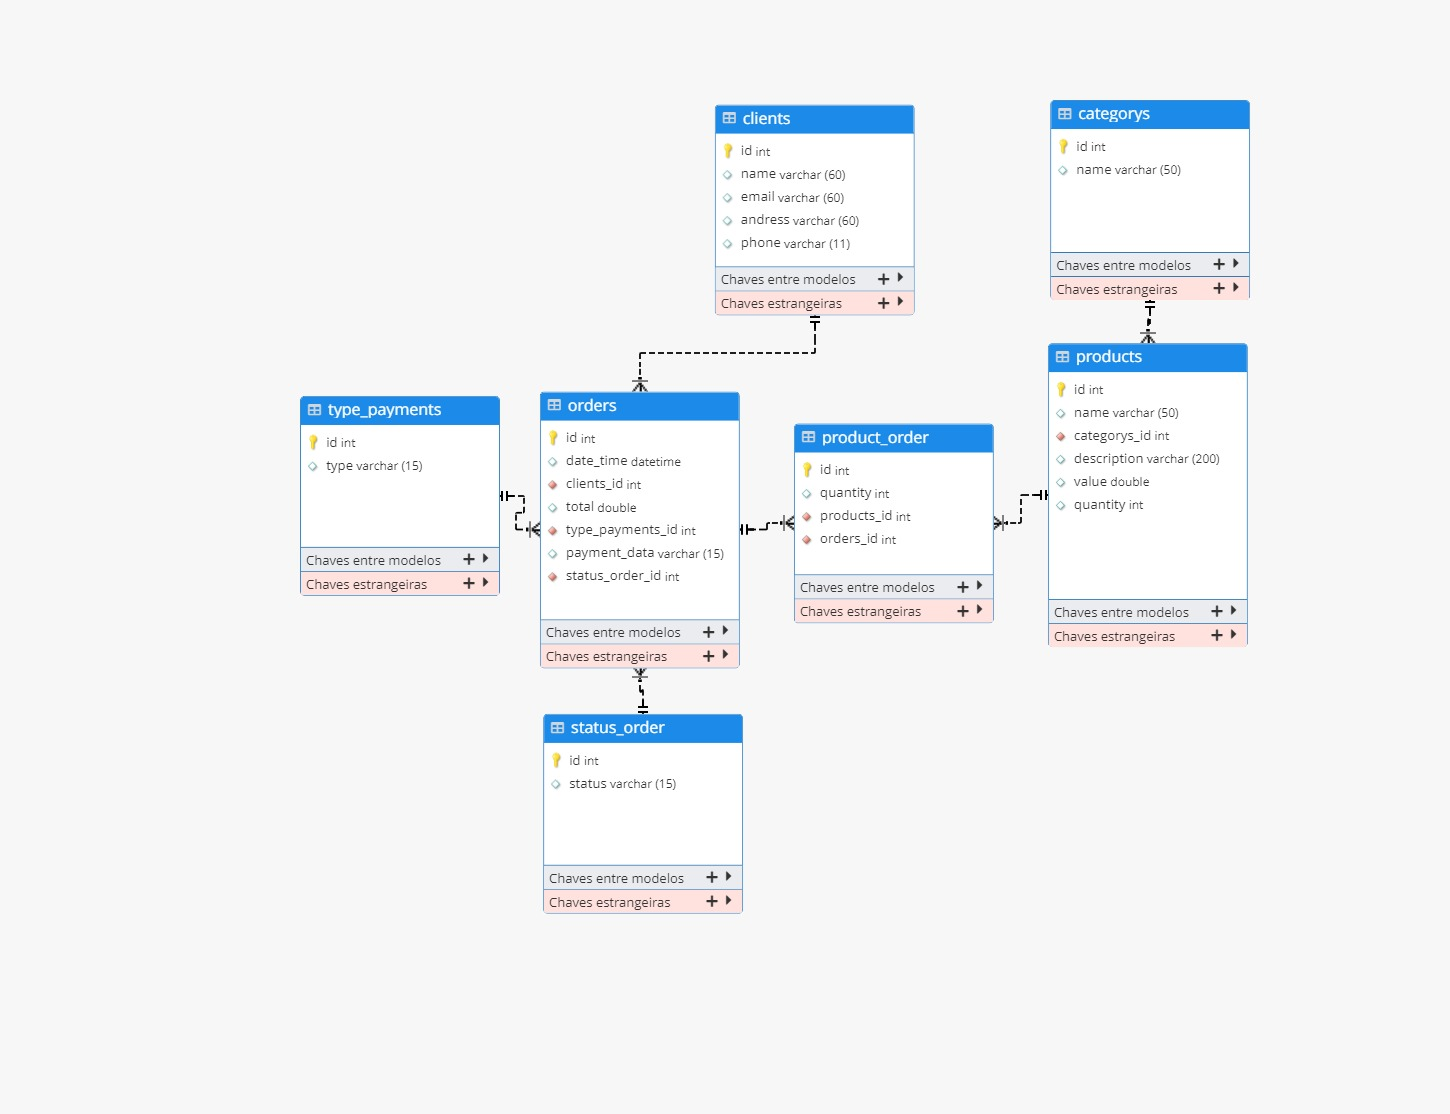 clients
id int
name varchar (60)
email varchar (60)
andress varchar (60)
phone varchar (11)
Chaves entre modelos
Chaves estrangeiras
categorys
id int
name varchar (50)
Chaves entre modelos
Chaves estrangeiras
type_payments
id int
type varchar (15)
Chaves entre modelos
Chaves estrangeiras
orders
id int
date_time datetime
clients_id int
total double
type_payments_id int
payment_data varchar (15)
status_order_id int
Chaves entre modelos
Chaves estrangeiras
product_order
id int
quantity int
products_id int
orders_id int
Chaves entre modelos
Chaves estrangeiras
products
id int
name varchar (50)
categorys_id int
description varchar (200)
value double
quantity int
Chaves entre modelos
Chaves estrangeiras
status_order
id int
status varchar (15)
Chaves entre modelos
Chaves estrangeiras